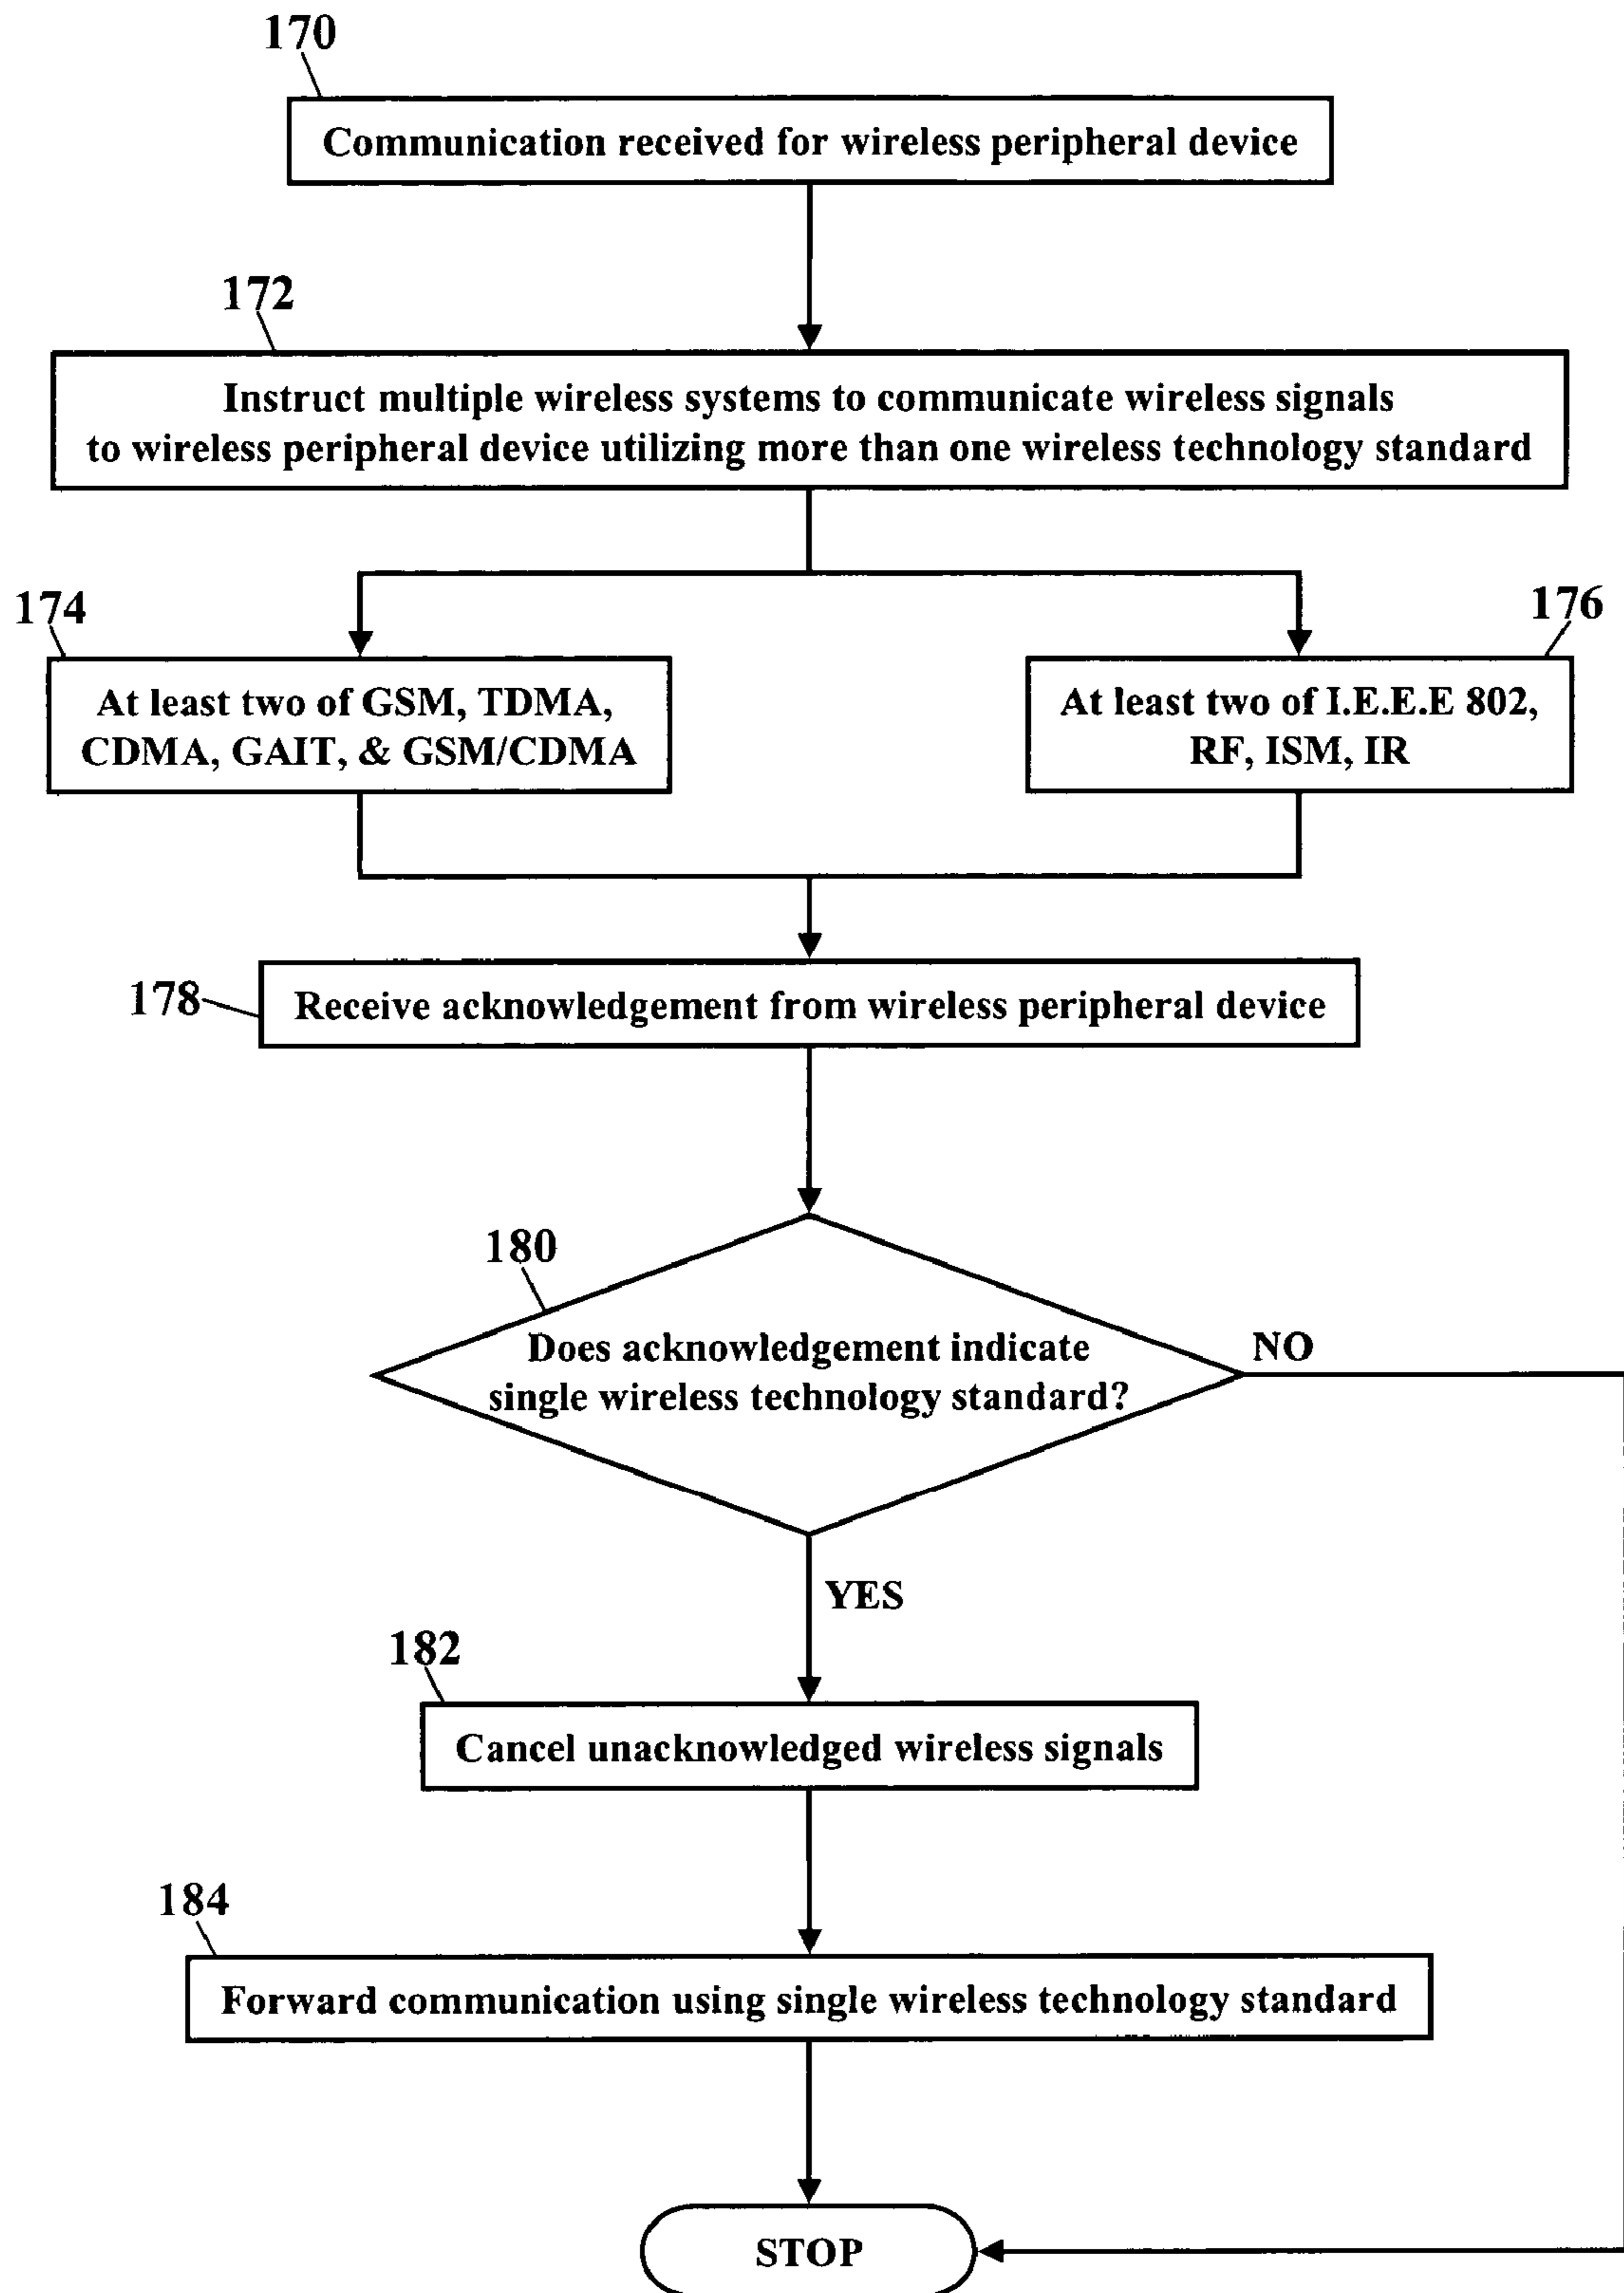 170
Communication received for wireless peripheral device
172
Instruct multiple wireless systems to communicate wireless signals
to wireless peripheral device utilizing more than one wireless technology standard
174
176
At least two of GSM, TDMA,
CDMA, GAIT, & GSM/CDMA
At least two of I.E.E.E 802,
RF, ISM, IR
178
Receive acknowledgement from wireless peripheral device
180
Does acknowledgement indicate
single wireless technology standard?
NO
YES
182
Cancel unacknowledged wireless signals
184
Forward communication using single wireless technology standard
STOP